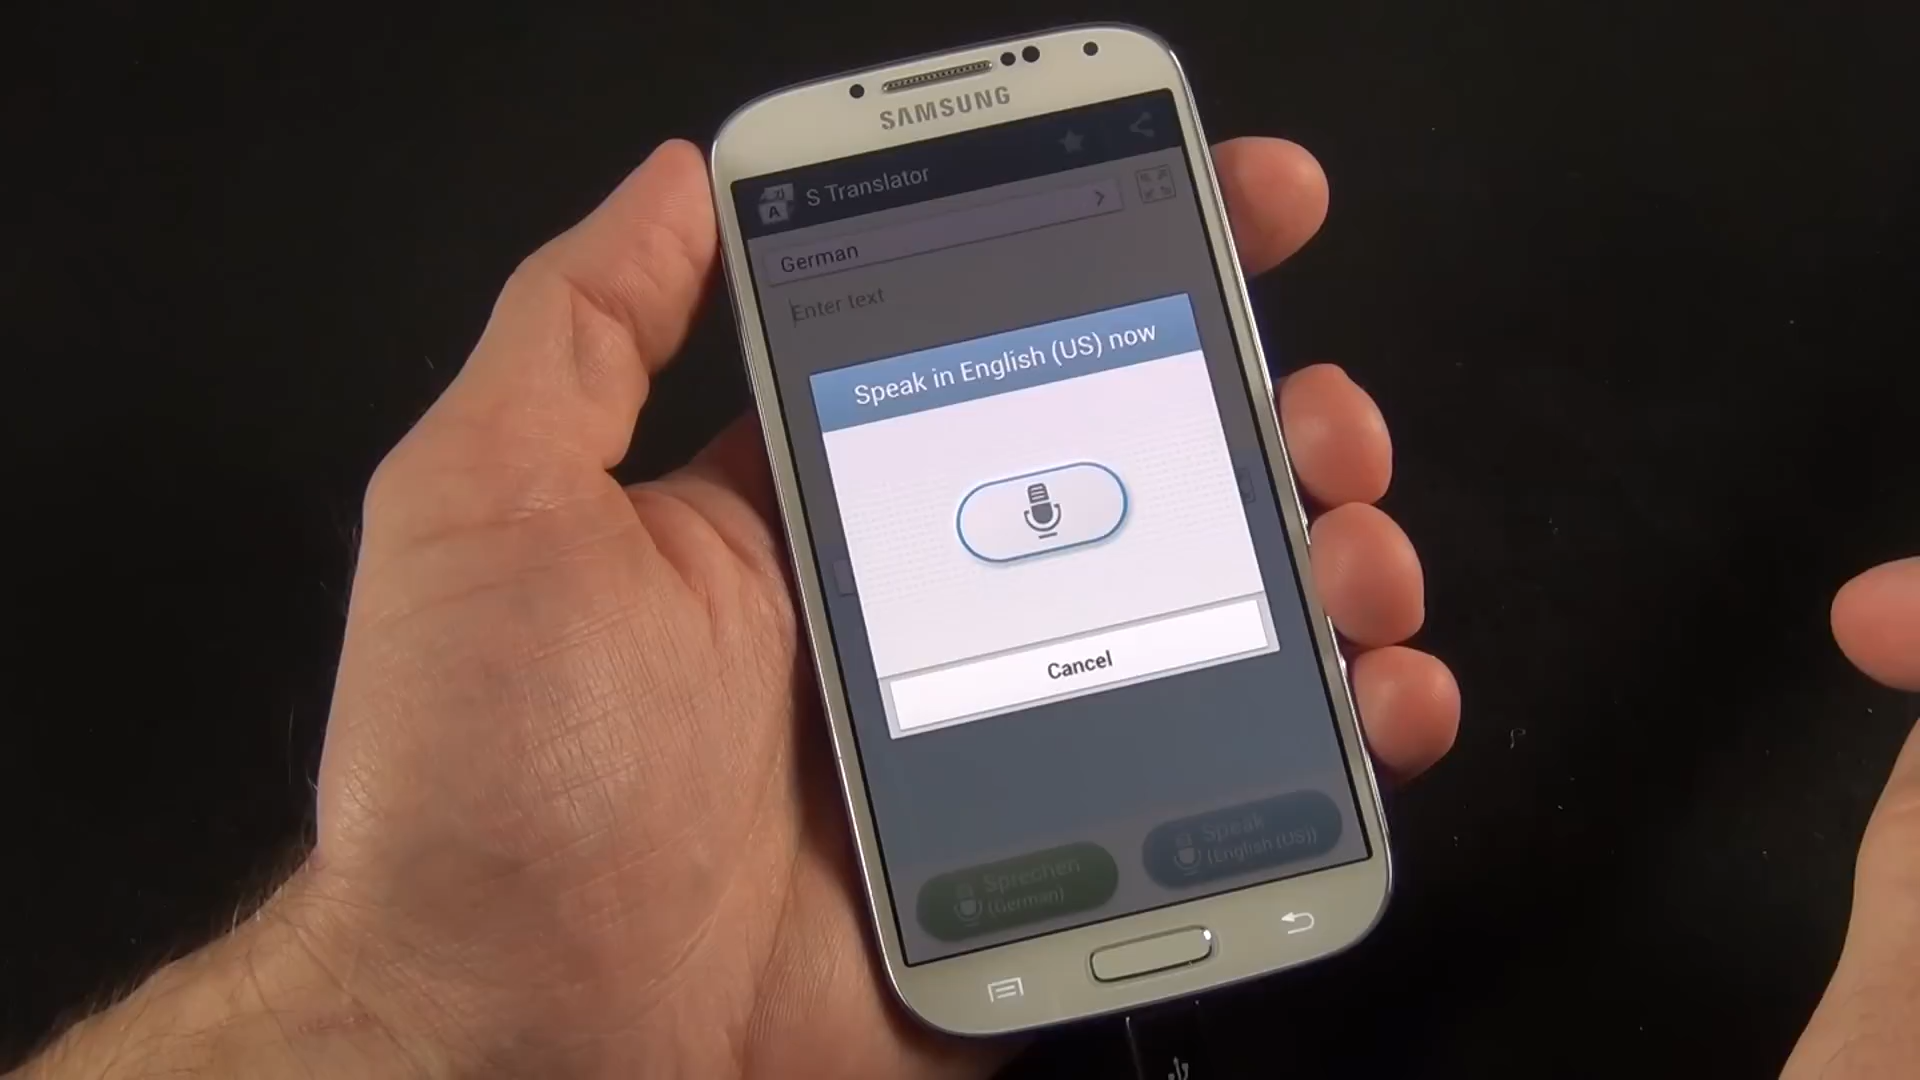 SAMSUNG
S Translator
German
Enter text
Speak in English (US) now
Cancel
Sprechen
(German)
Speak
(English (US))